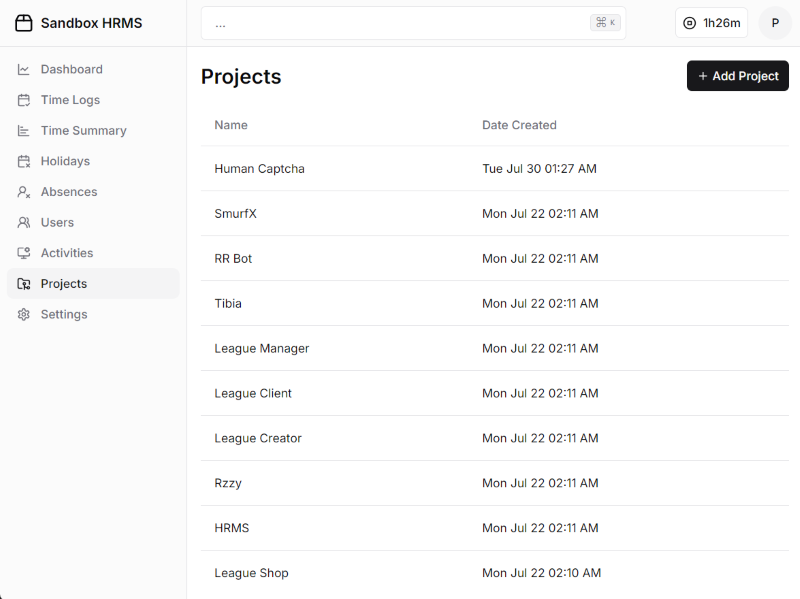 Sandbox HRMS
... ⌘ K
1h26m
P
Dashboard
Time Logs
Time Summary
Holidays
Absences
Users
Activities
Projects
Settings
Projects
+ Add Project
Name Date Created
Human Captcha Tue Jul 30 01:27 AM
SmurfX Mon Jul 22 02:11 AM
RR Bot Mon Jul 22 02:11 AM
Tibia Mon Jul 22 02:11 AM
League Manager Mon Jul 22 02:11 AM
League Client Mon Jul 22 02:11 AM
League Creator Mon Jul 22 02:11 AM
Rzzy Mon Jul 22 02:11 AM
HRMS Mon Jul 22 02:11 AM
League Shop Mon Jul 22 02:10 AM